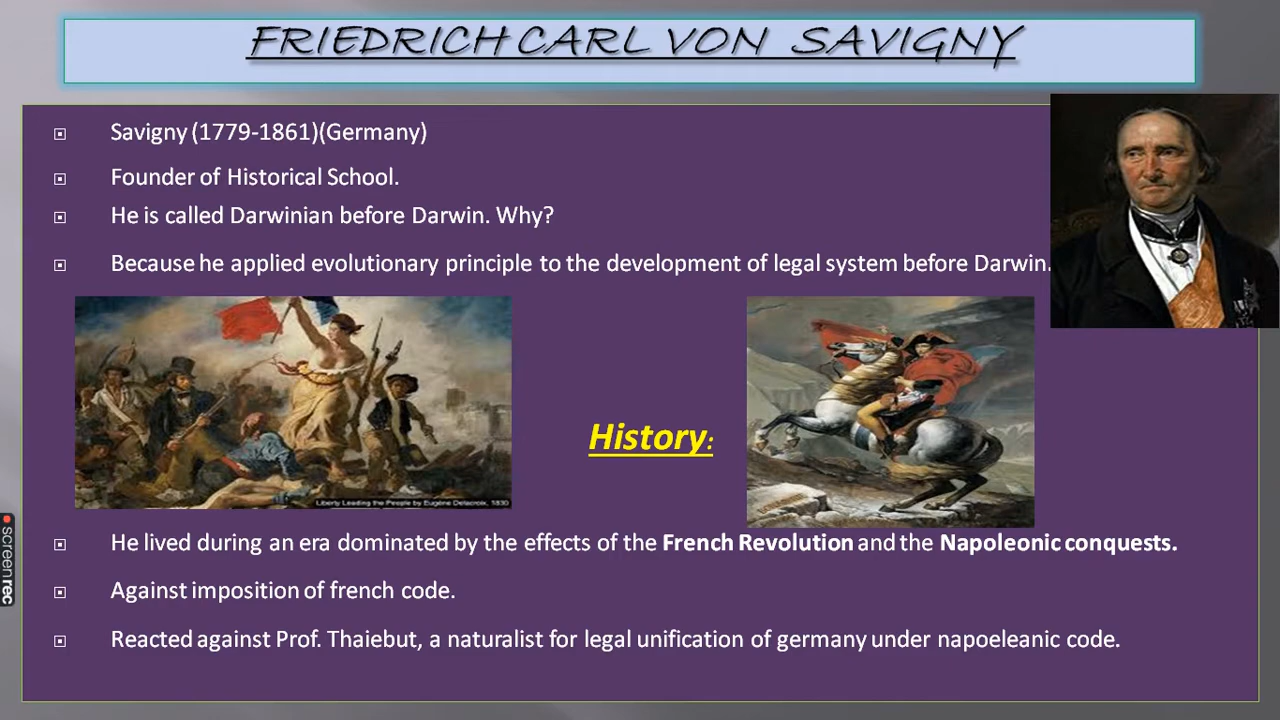 FRIEDRICH CARL VON SAVIGNY
Savigny (1779-1861)(Germany)
Founder of Historical School.
He is called Darwinian before Darwin. Why?
Because he applied evolutionary principle to the development of legal system before Darwin.
Liberty Leading the People by Eugène Delacroix, 1830
History:
He lived during an era dominated by the effects of the French Revolution and the Napoleonic conquests.
Against imposition of french code.
Reacted against Prof. Thaiebut, a naturalist for legal unification of germany under napoeleanic code.
screenrec